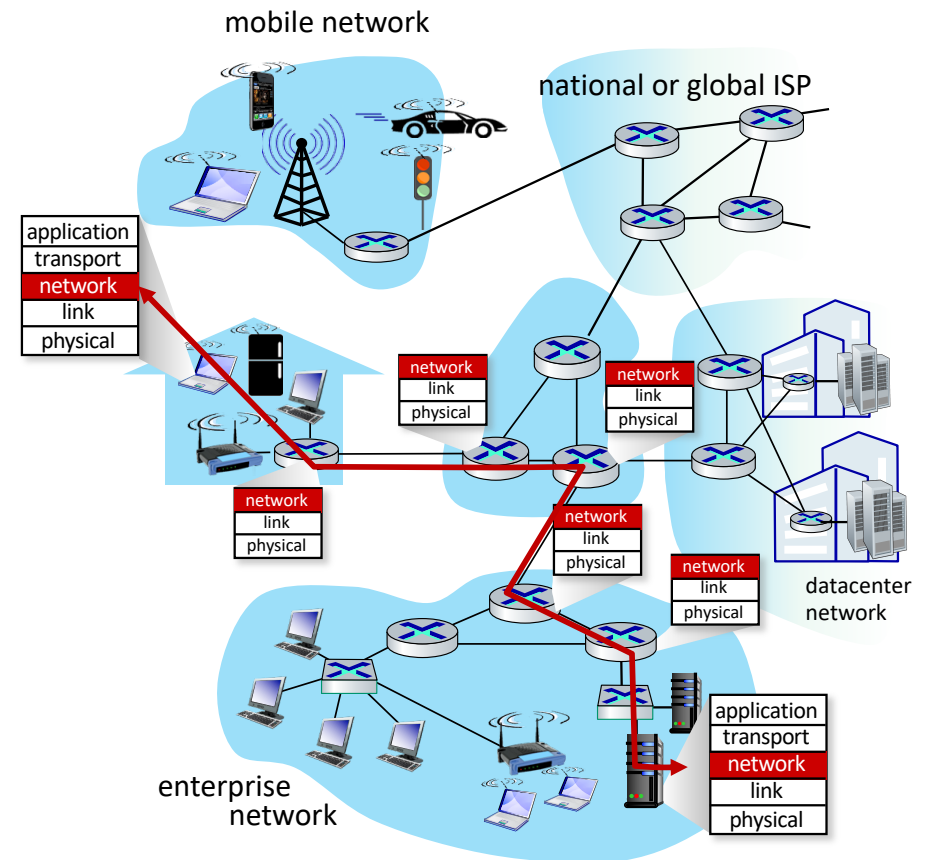 mobile network
national or global ISP
application
transport
network
link
physical
network
link
physical
network
link
physical
network
link
physical
network
link
physical
network
link
physical
datacenter
network
application
transport
network
link
physical
enterprise
network